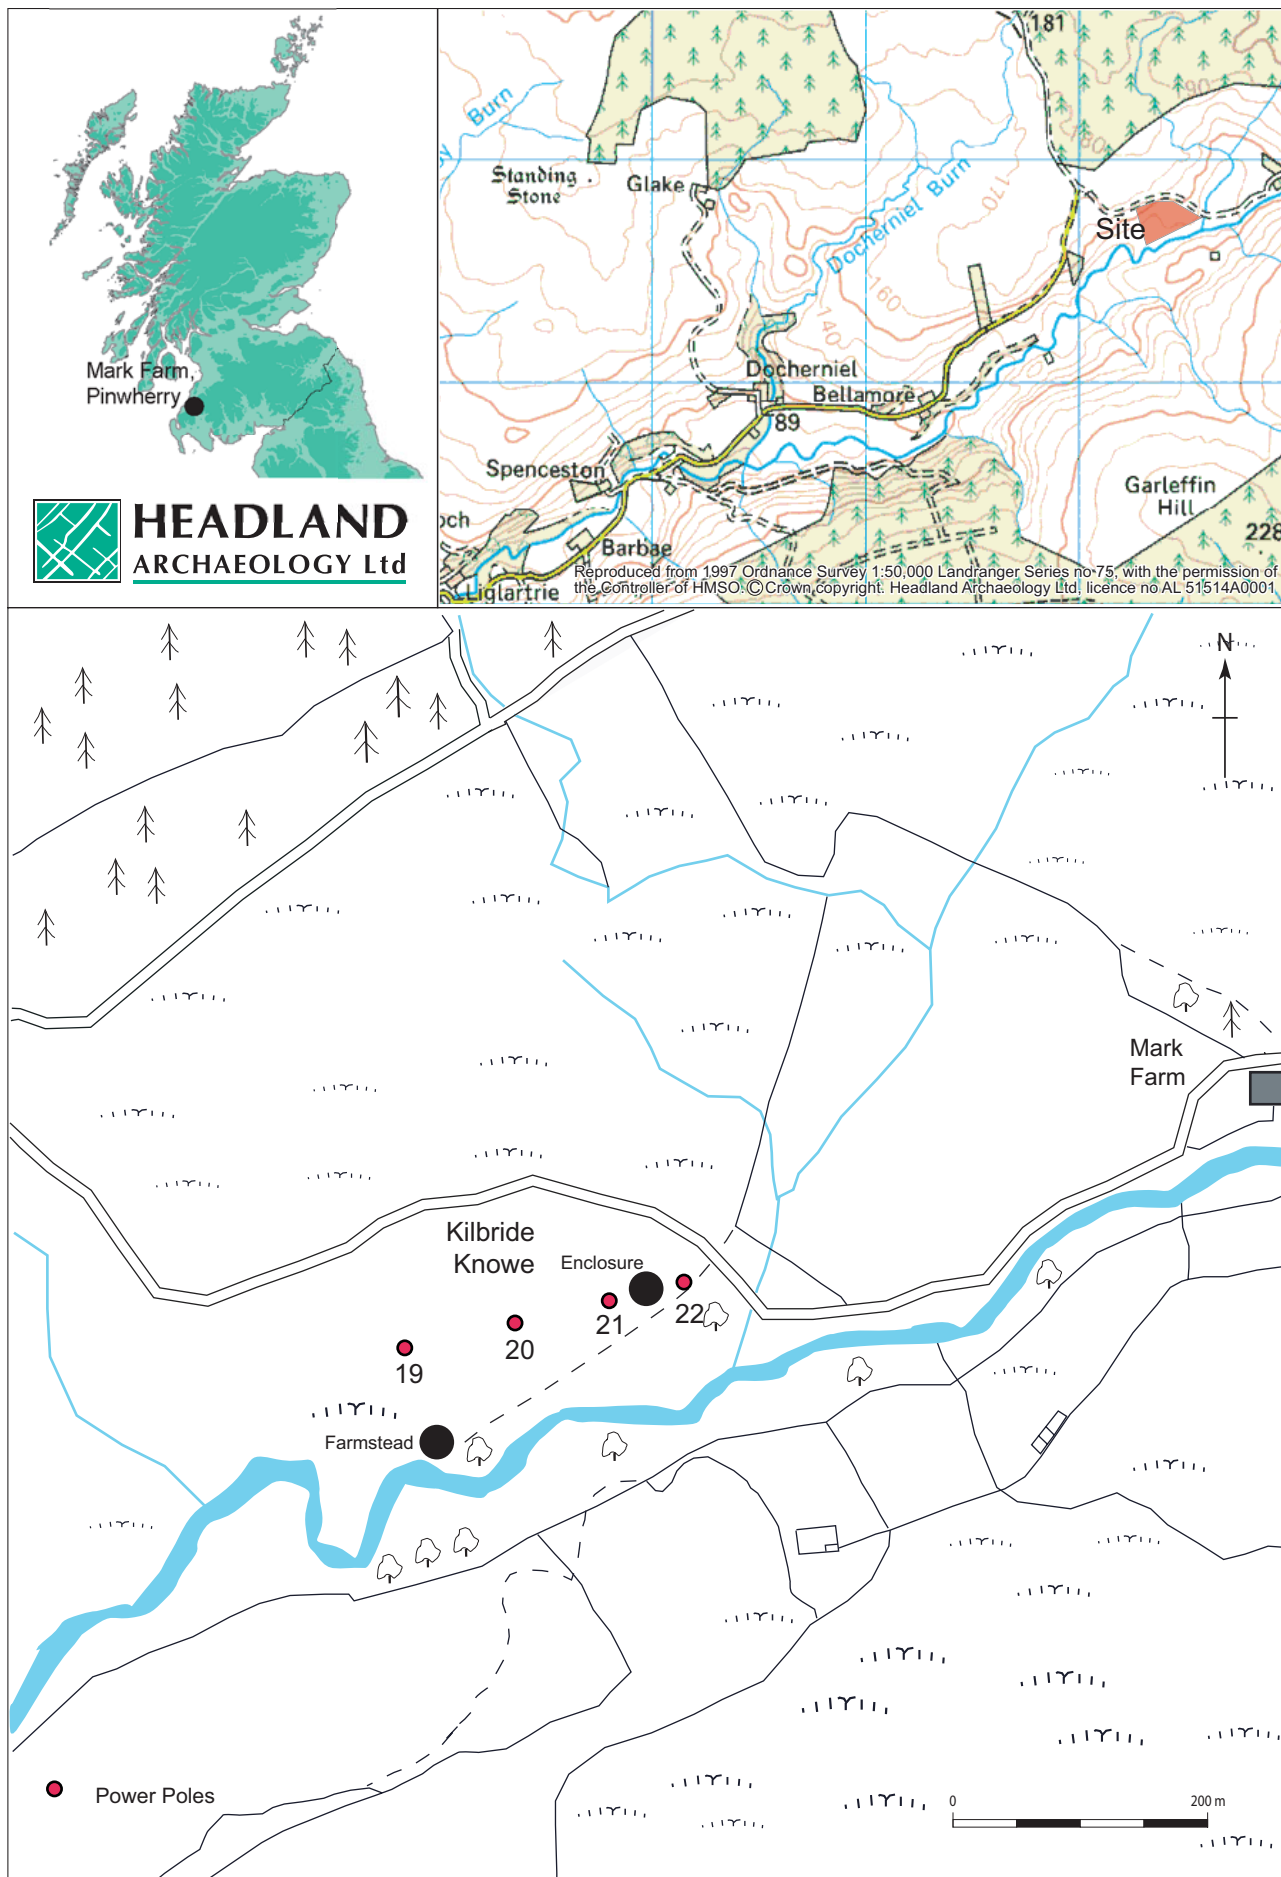 Mark Farm,
Pinwherry
HEADLAND
ARCHAEOLOGY Ltd
181
Burn
Standing
Stone
Glake
Docherniel Burn
170
180
90
160
140
Site
Docherniel
Bellamore
89
Spenceston
och
Barbae
Liglartrie
Garleffin
Hill
228
Reproduced from 1997 Ordnance Survey 1:50,000 Landranger Series no 75, with the permission of
the Controller of HMSO. © Crown copyright. Headland Archaeology Ltd, licence no AL 51514A0001
N
Mark
Farm
Kilbride
Knowe
Enclosure
22
21
20
19
Farmstead
Power Poles
0
200 m